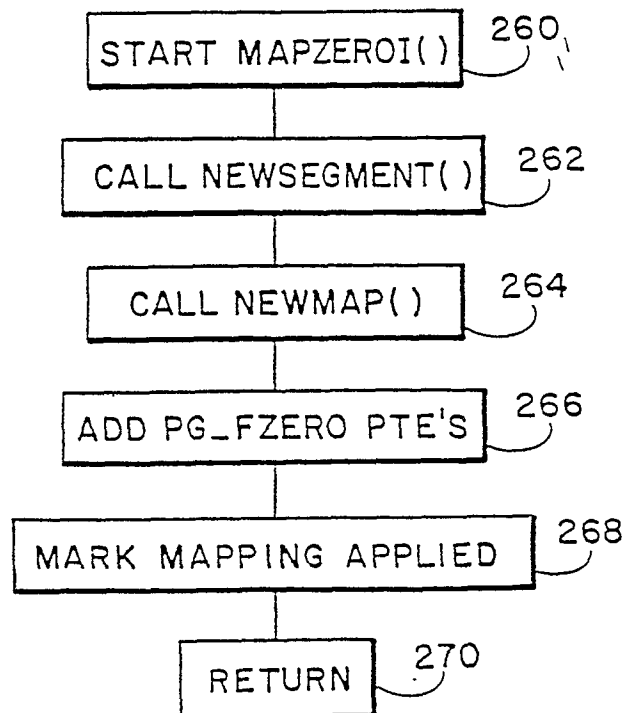 START MAPZEROI()
260
CALL NEWSEGMENT()
262
CALL NEWMAP()
264
ADD PG_FZERO PTE'S
266
MARK MAPPING APPLIED
268
RETURN
270